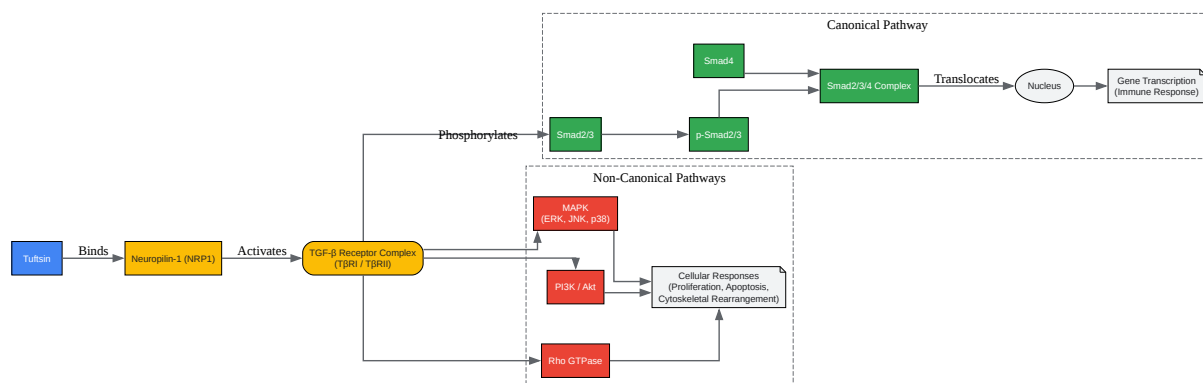 Canonical Pathway
Smad4
Smad2/3/4 Complex
Translocates
Nucleus
Gene Transcription
(Immune Response)
Phosphorylates
Smad2/3
p-Smad2/3
Non-Canonical Pathways
MAPK
(ERK, JNK, p38)
Tuftsin
Binds
Neuropilin-1 (NRP1)
Activates
TGF-β Receptor Complex
(TβRI / TβRII)
PI3K / Akt
Cellular Responses
(Proliferation, Apoptosis,
Cytoskeletal Rearrangement)
Rho GTPase